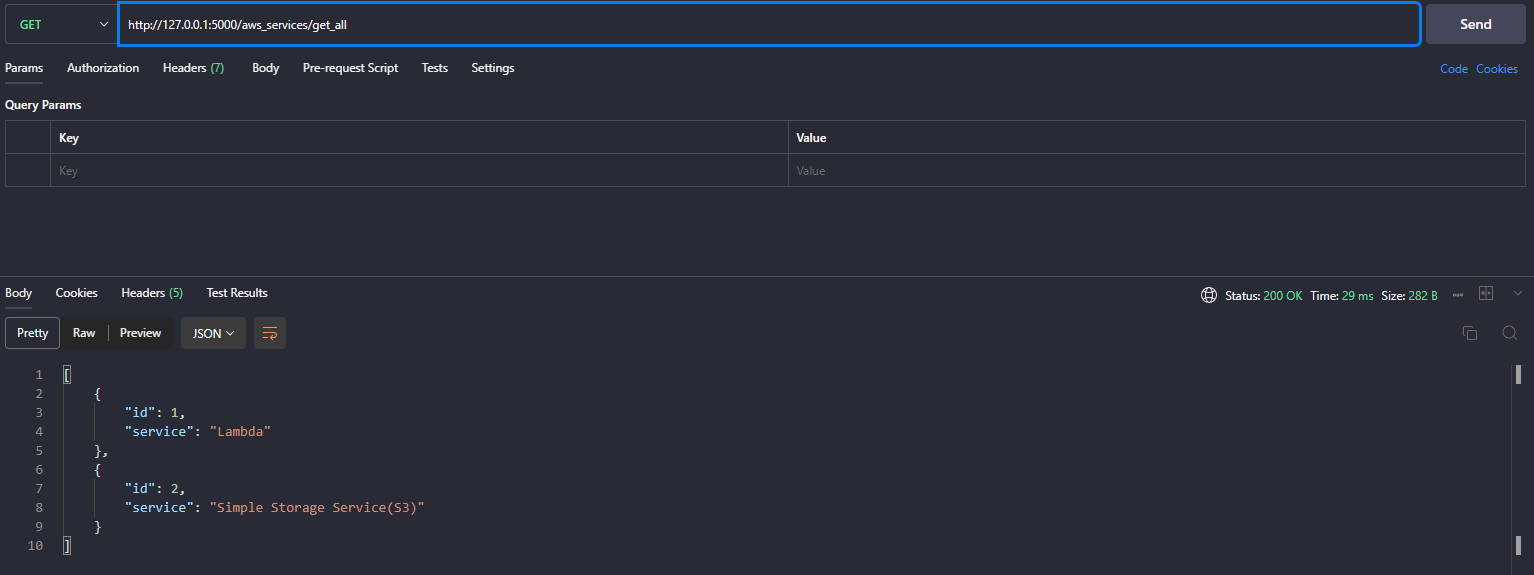 GET http://127.0.0.1:5000/aws_services/get_all Send
Params Authorization Headers (7) Body Pre-request Script Tests Settings Code Cookies
Query Params
Key Value
Key Value
Body Cookies Headers (5) Test Results Status: 200 OK Time: 29 ms Size: 282 B
Pretty Raw Preview JSON
1 [
2 {
3 "id": 1,
4 "service": "Lambda"
5 },
6 {
7 "id": 2,
8 "service": "Simple Storage Service(S3)"
9 }
10 ]